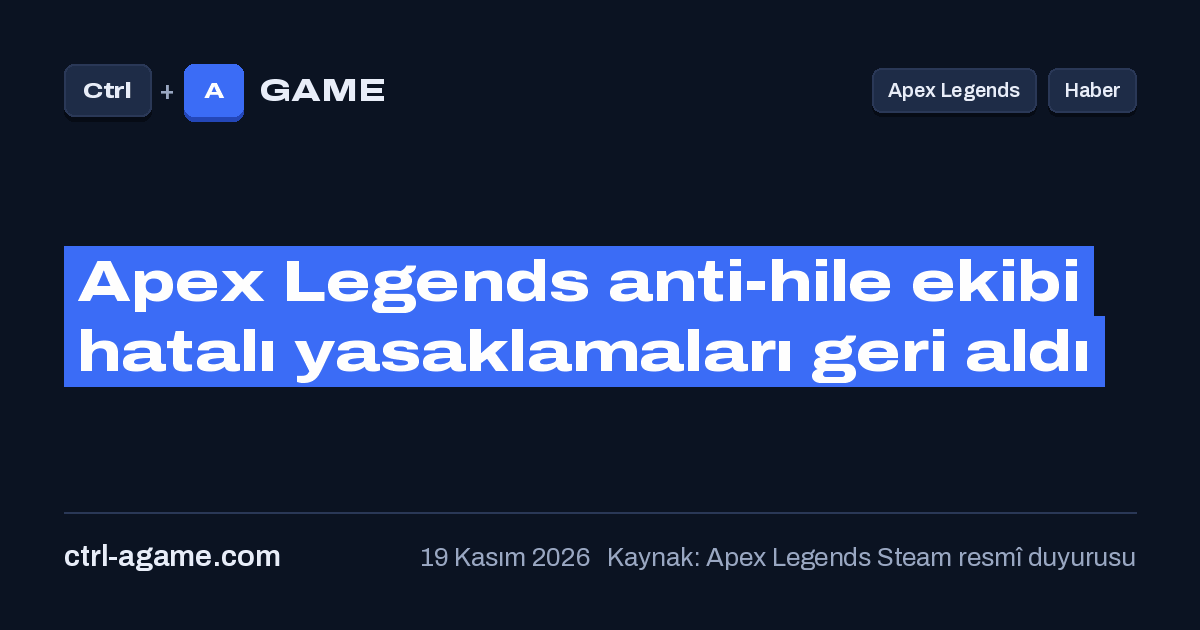 Ctrl + A GAME
Apex Legends Haber
Apex Legends anti-hile ekibi
hatalı yasaklamaları geri aldı
ctrl-agame.com
19 Kasım 2026 Kaynak: Apex Legends Steam resmî duyurusu